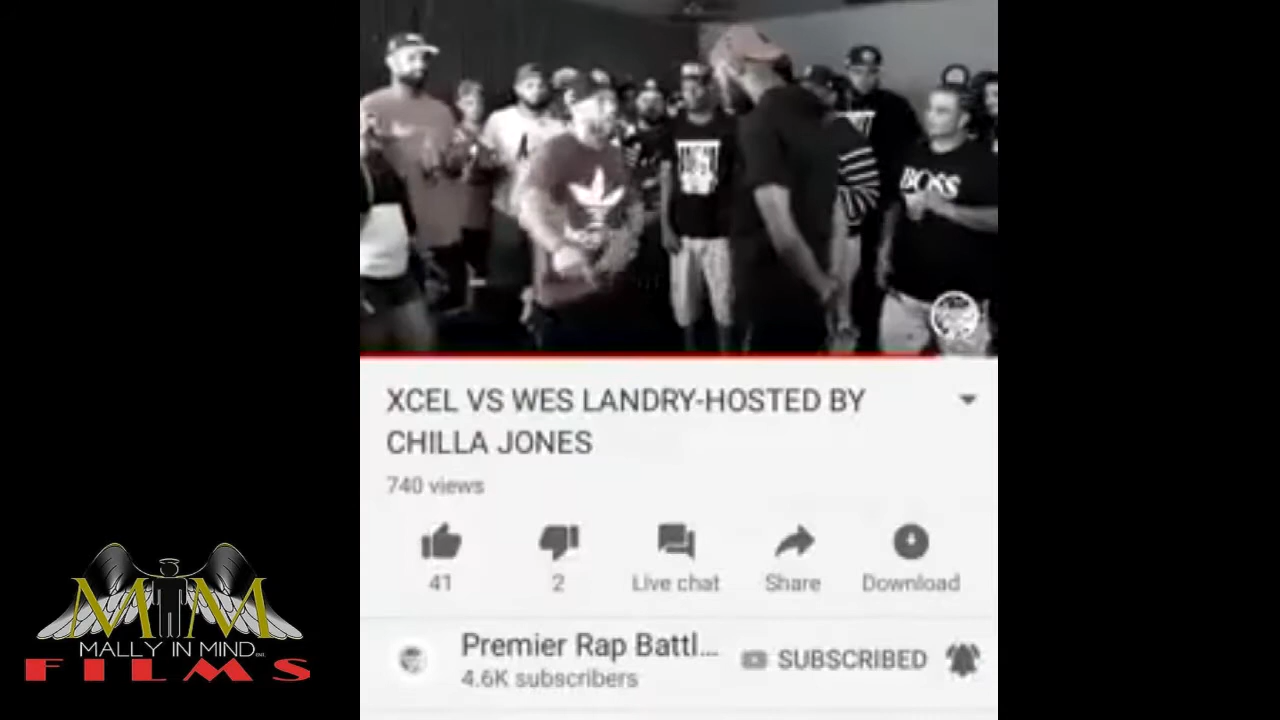 BOSS
XCEL VS WES LANDRY-HOSTED BY
CHILLA JONES
740 views
41
2
Live chat
Share
Download
Premier Rap Battl...
SUBSCRIBED
4.6K subscribers
MM
MALLY IN MIND
FILMS